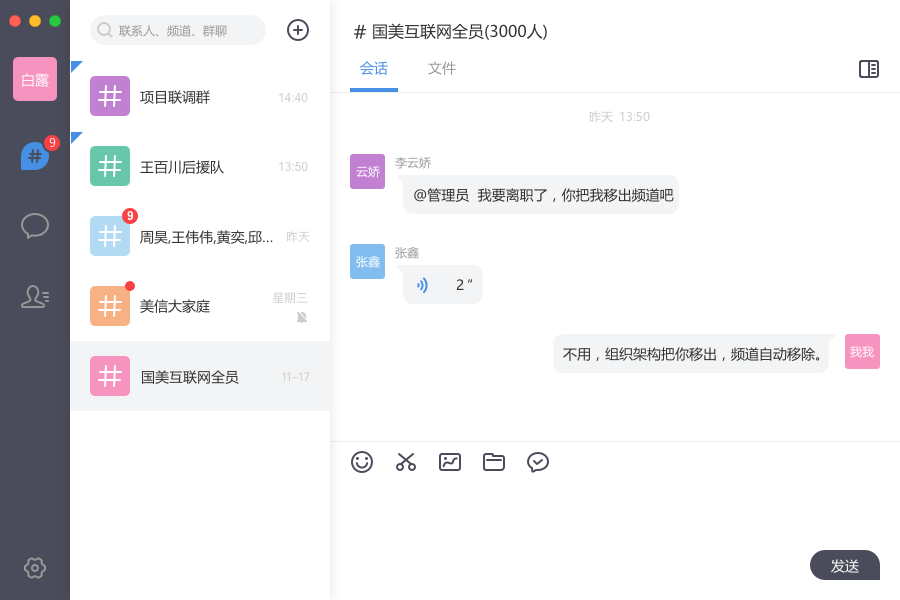 白露
9
联系人、频道、群聊
项目联调群
14:40
王百川后援队
13:50
9
周昊,王伟伟,黄奕,邱...
昨天
美信大家庭
星期三
国美互联网全员
11-17
# 国美互联网全员(3000人)
会话
文件
昨天 13:50
云娇
李云娇
@管理员 我要离职了，你把我移出频道吧
张鑫
张鑫
2 “
不用，组织架构把你移出，频道自动移除。
我我
发送